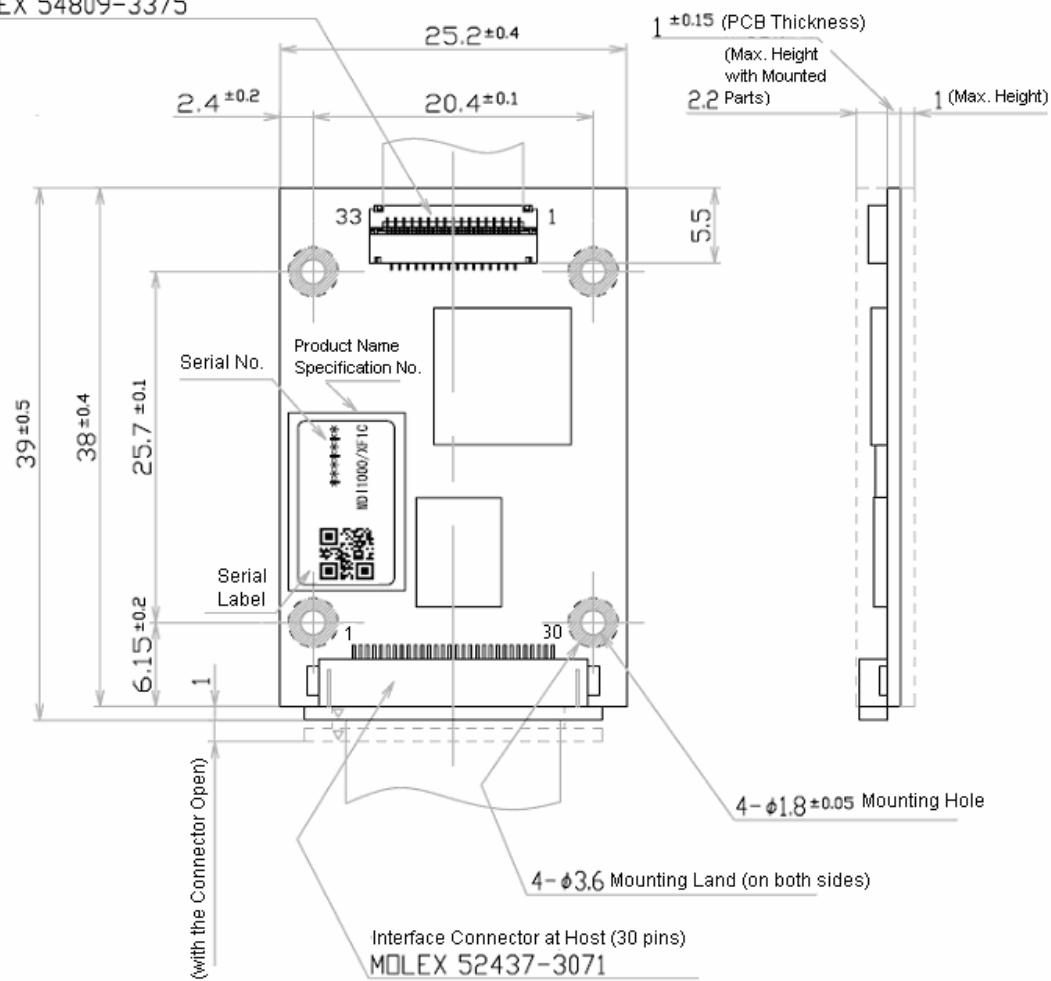 EX 54809-3375
1 ±0.15 (PCB Thickness)
25.2±0.4
(Max. Height
with Mounted
Parts)
2.2
1 (Max. Height)
2.4±0.2
20.4±0.1
33
1
5.5
Product Name
Specification No.
Serial No.
39±0.5
38±0.4
25.7 ±0.1
*******
MDI1000/XF1C
Serial
Label
6.15±0.2
1
30
1
(with the Connector Open)
4-ϕ1.8±0.05 Mounting Hole
4-ϕ3.6 Mounting Land (on both sides)
Interface Connector at Host (30 pins)
MOLEX 52437-3071